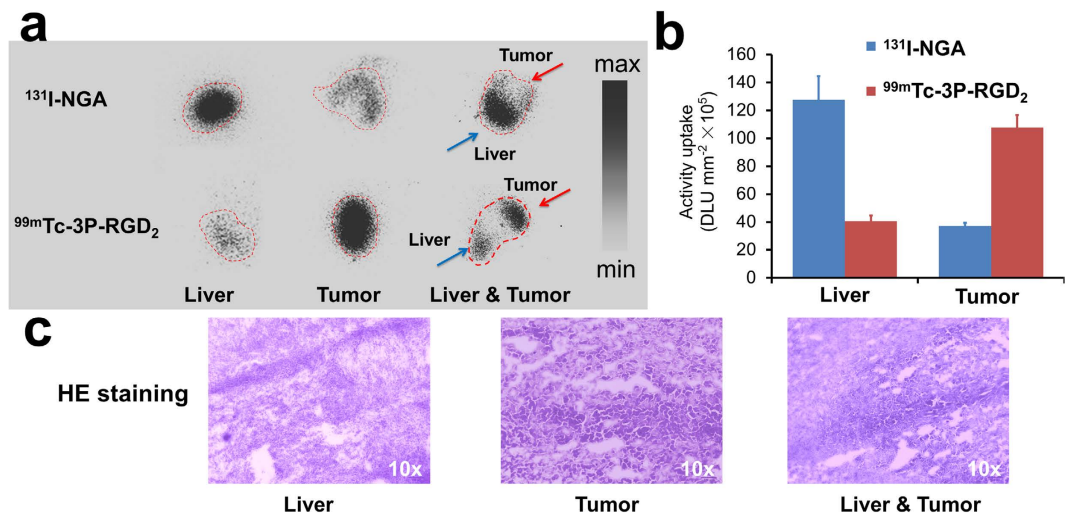 a
¹³¹I-NGA
⁹⁹ᵐTc-3P-RGD₂
Tumor
Liver
Tumor
Liver
max
min
Liver
Tumor
Liver & Tumor
b
Activity uptake
(DLU mm⁻² × 10⁵)
160
140
120
100
80
60
40
20
0
¹³¹I-NGA
⁹⁹ᵐTc-3P-RGD₂
Liver
Tumor
c
HE staining
10x
10x
10x
Liver
Tumor
Liver & Tumor